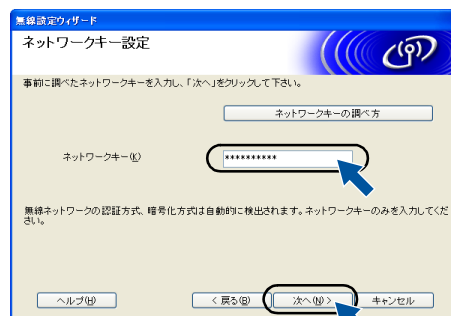 無線設定ウィザード
ネットワークキー設定
事前に調べたネットワークキーを入力し、「次へ」をクリックして下さい。
ネットワークキーの調べ方
ネットワークキー(K)
**********
無線ネットワークの認証方式、暗号化方式は自動的に検出されます。ネットワークキーのみを入力してくだ
さい。
ヘルプ(H)
< 戻る(B)
次へ(N) >
キャンセル